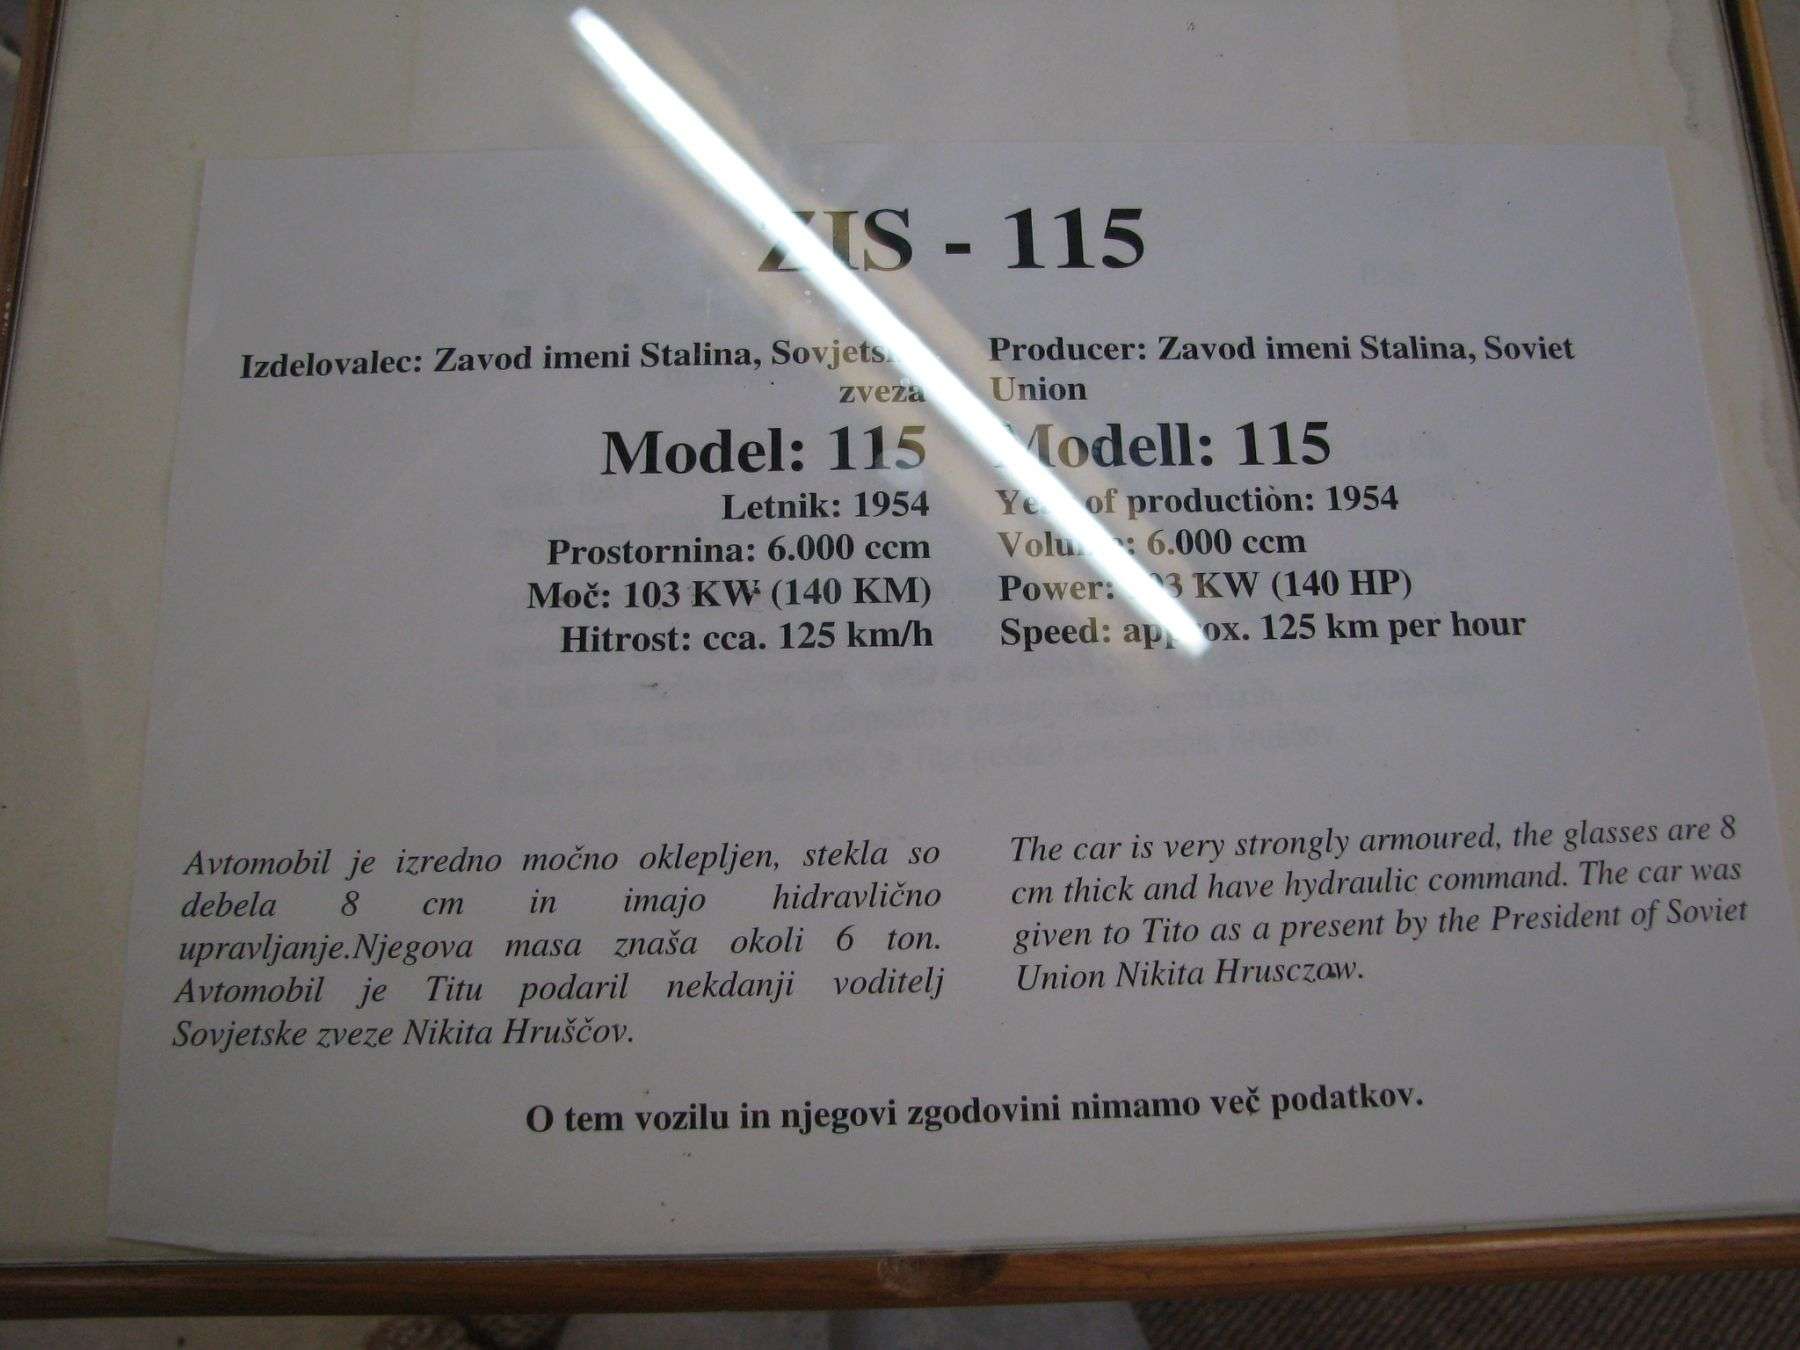 ZIS - 115
Izdelovalec: Zavod imeni Stalina, Sovjetska
zveza
Model: 115
Letnik: 1954
Prostornina: 6.000 ccm
Moč: 103 KW (140 KM)
Hitrost: cca. 125 km/h
Producer: Zavod imeni Stalina, Soviet
Union
Modell: 115
Year of production: 1954
Volume: 6.000 ccm
Power: 103 KW (140 HP)
Speed: approx. 125 km per hour
Avtomobil je izredno močno oklepljen, stekla so
debela 8 cm in imajo hidravlično
upravljanje.Njegova masa znaša okoli 6 ton.
Avtomobil je Titu podaril nekdanji voditelj
Sovjetske zveze Nikita Hruščov.
The car is very strongly armoured, the glasses are 8
cm thick and have hydraulic command. The car was
given to Tito as a present by the President of Soviet
Union Nikita Hrusczow.
O tem vozilu in njegovi zgodovini nimamo več podatkov.